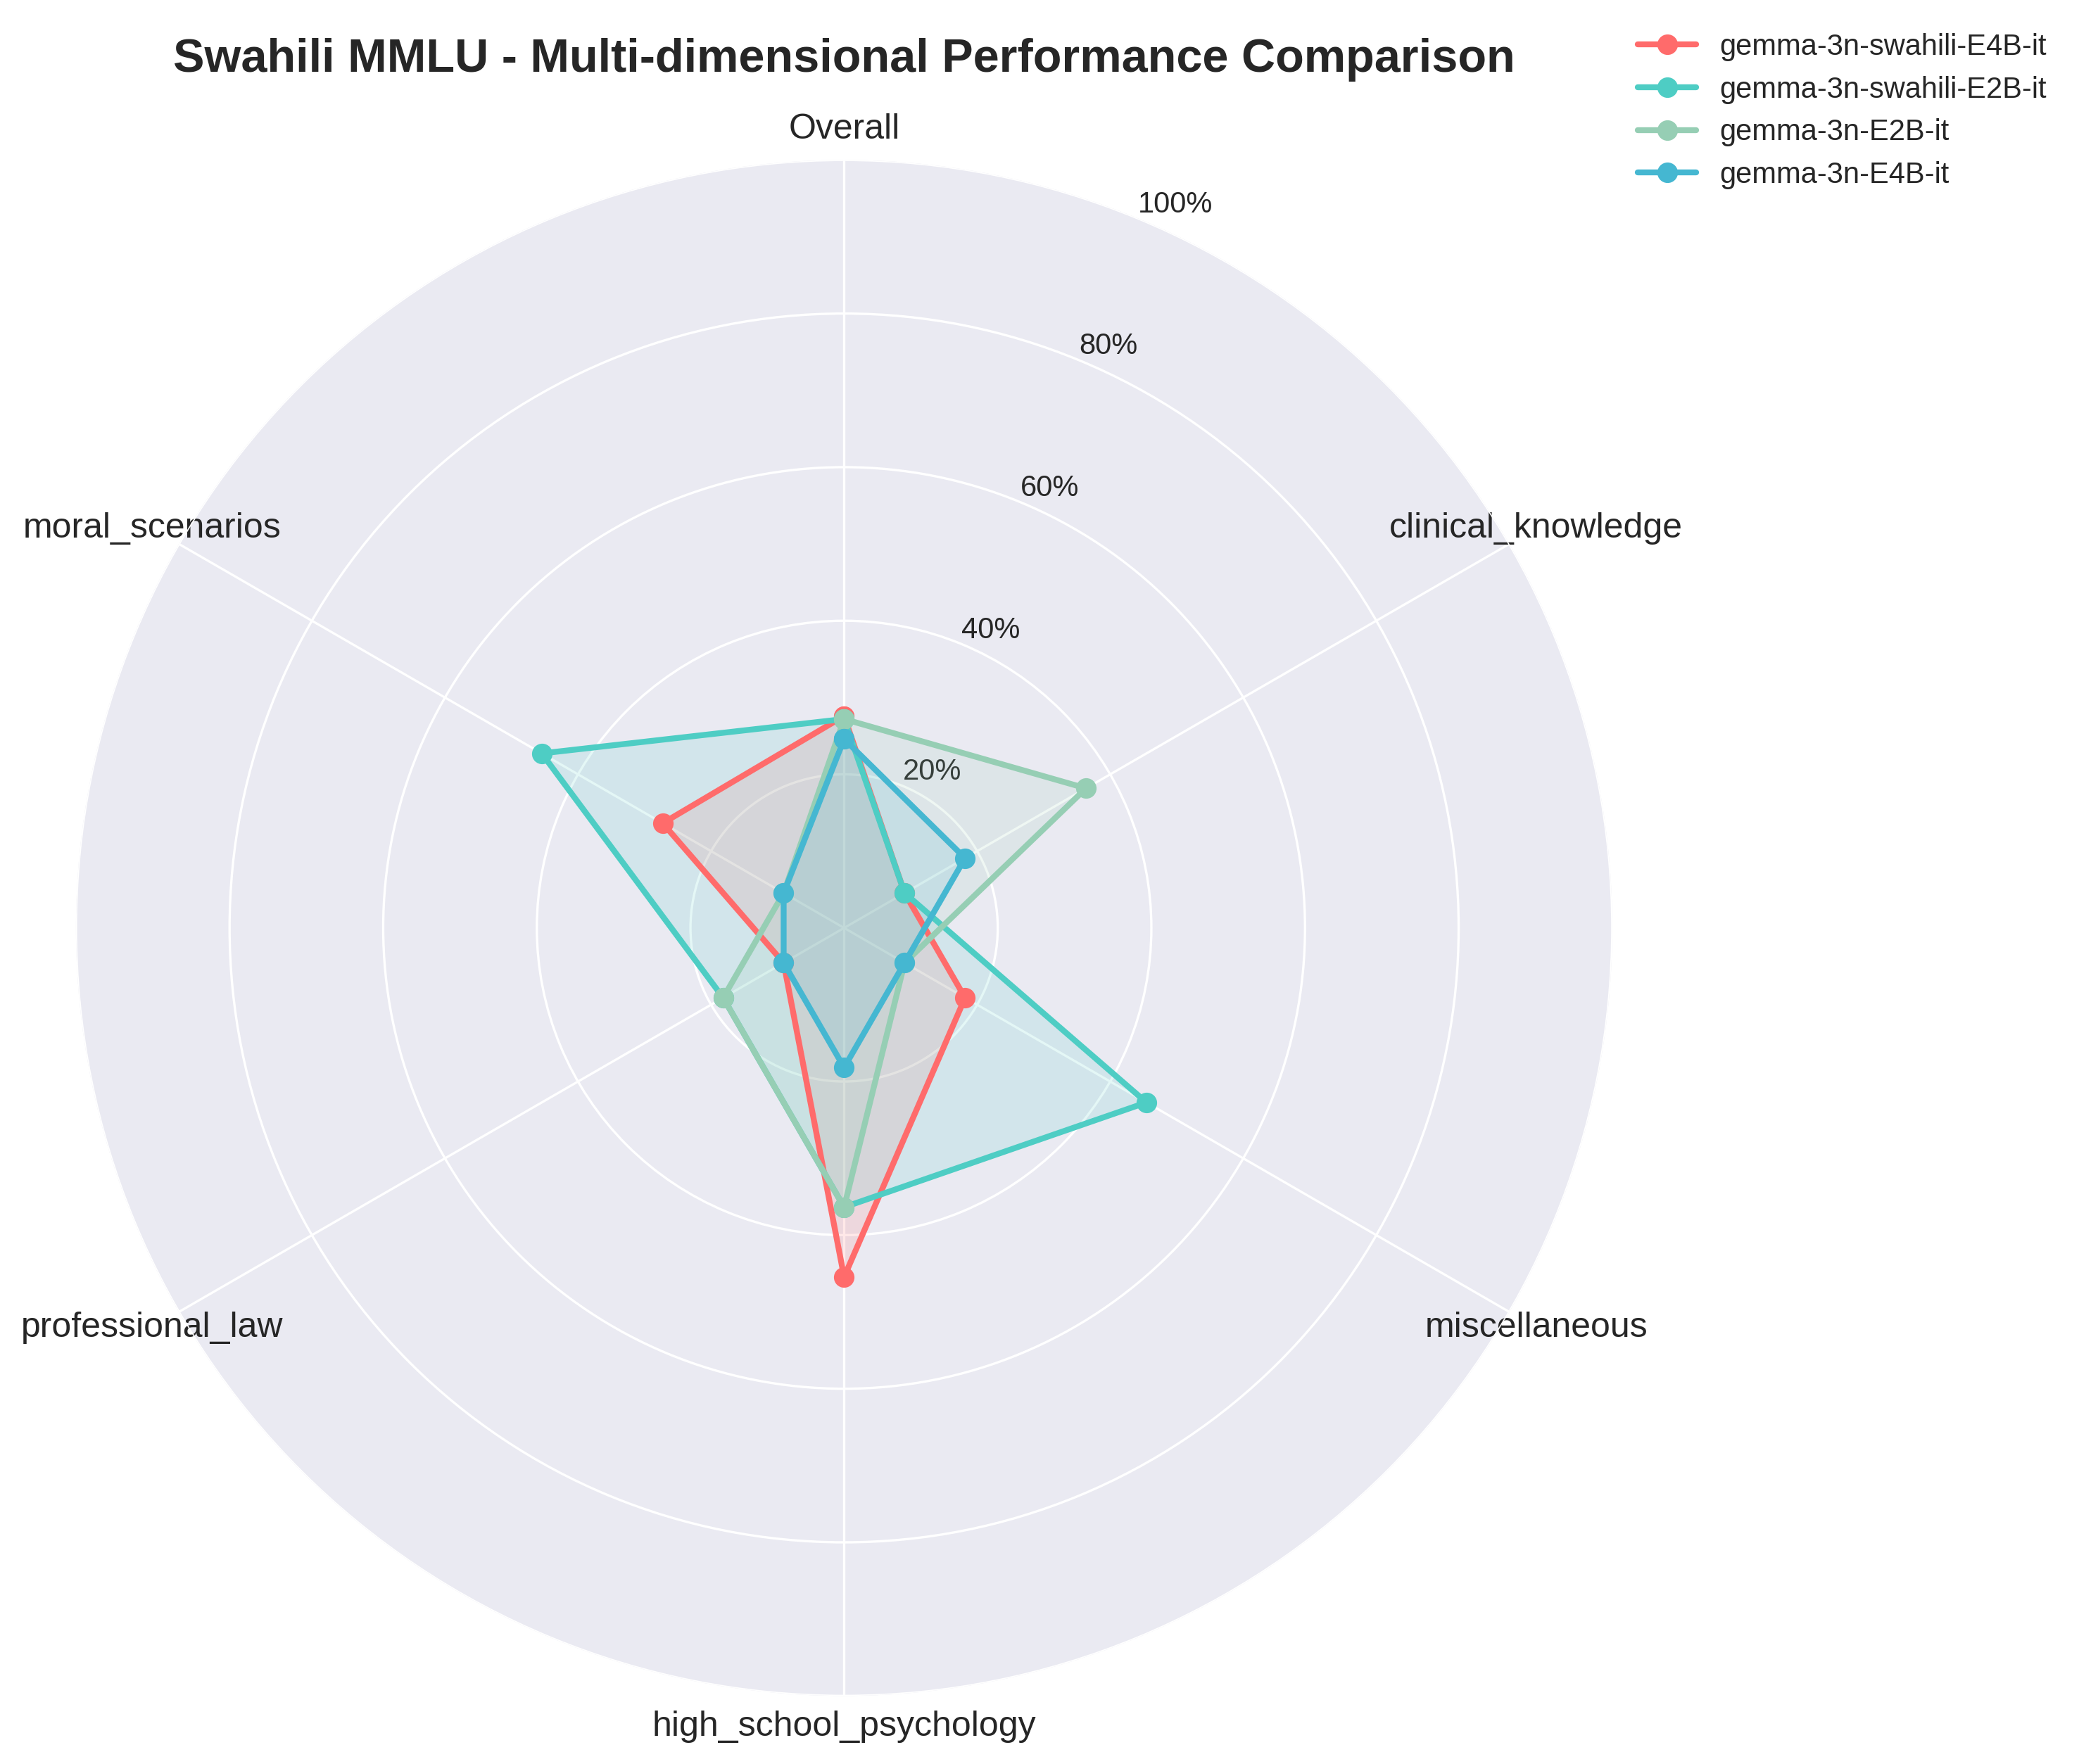 Swahili MMLU - Multi-dimensional Performance Comparison
gemma-3n-swahili-E4B-it
gemma-3n-swahili-E2B-it
gemma-3n-E2B-it
gemma-3n-E4B-it
Overall
100%
80%
60%
40%
20%
moral_scenarios
clinical_knowledge
professional_law
miscellaneous
high_school_psychology